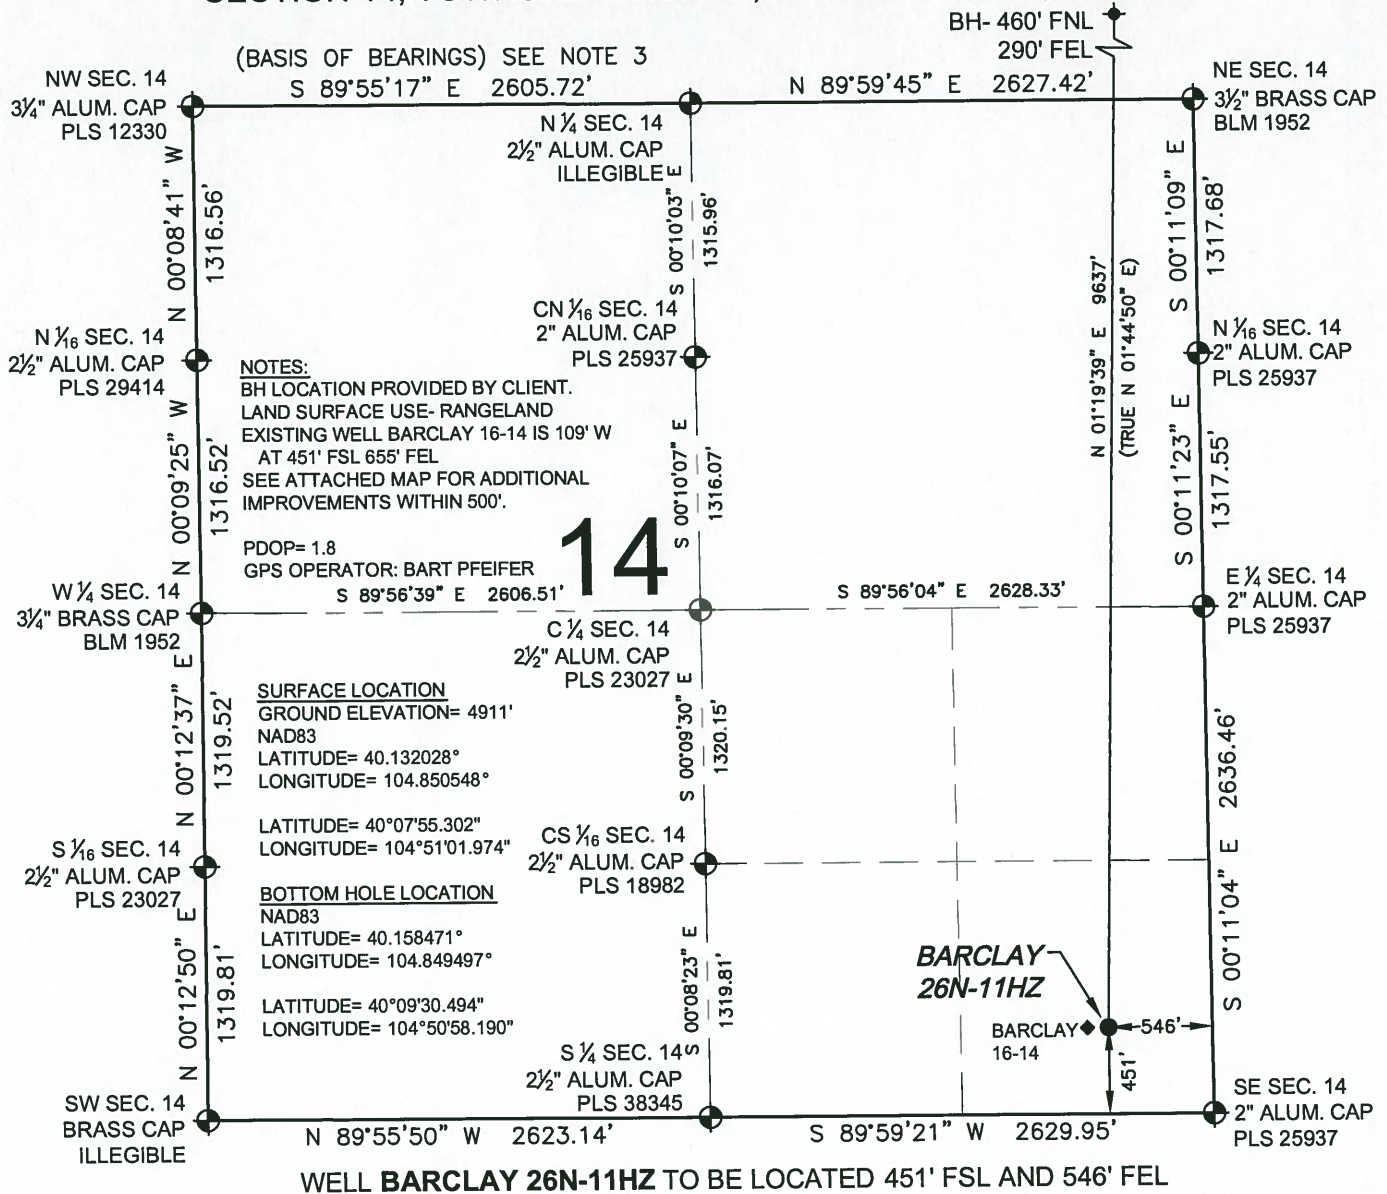 BH- 460' FNL
290' FEL
(BASIS OF BEARINGS) SEE NOTE 3
S 89°55'17" E 2605.72'
N 89°59'45" E 2627.42'
NW SEC. 14
3¼" ALUM. CAP
PLS 12330
N ¼ SEC. 14
2½" ALUM. CAP
ILLEGIBLE
NE SEC. 14
3½" BRASS CAP
BLM 1952
N 00°08'41" W
1316.56'
S 00°10'03" E
1315.96'
S 00°11'09" E
1317.68'
N 01°19'39" E 9637'
(TRUE N 01°44'50" E)
N 1⁄16 SEC. 14
2½" ALUM. CAP
PLS 29414
CN 1⁄16 SEC. 14
2" ALUM. CAP
PLS 25937
N 1⁄16 SEC. 14
2" ALUM. CAP
PLS 25937
NOTES:
BH LOCATION PROVIDED BY CLIENT.
LAND SURFACE USE- RANGELAND
EXISTING WELL BARCLAY 16-14 IS 109' W
AT 451' FSL 655' FEL
SEE ATTACHED MAP FOR ADDITIONAL
IMPROVEMENTS WITHIN 500'.
PDOP= 1.8
GPS OPERATOR: BART PFEIFER
N 00°09'25" W
1316.52'
S 00°10'07" E
1316.07'
S 00°11'23" E
1317.55'
14
S 89°56'39" E 2606.51'
S 89°56'04" E 2628.33'
W ¼ SEC. 14
3¼" BRASS CAP
BLM 1952
C ¼ SEC. 14
2½" ALUM. CAP
PLS 23027
E ¼ SEC. 14
2" ALUM. CAP
PLS 25937
SURFACE LOCATION
GROUND ELEVATION= 4911'
NAD83
LATITUDE= 40.132028°
LONGITUDE= 104.850548°
LATITUDE= 40°07'55.302"
LONGITUDE= 104°51'01.974"
BOTTOM HOLE LOCATION
NAD83
LATITUDE= 40.158471°
LONGITUDE= 104.849497°
LATITUDE= 40°09'30.494"
LONGITUDE= 104°50'58.190"
N 00°12'37" E
1319.52'
S 00°09'30" E
1320.15'
S 00°11'04" E 2636.46'
S 1⁄16 SEC. 14
2½" ALUM. CAP
PLS 23027
CS 1⁄16 SEC. 14
2½" ALUM. CAP
PLS 18982
N 00°12'50" E
1319.81'
S 00°08'23" E
1319.81'
BARCLAY
26N-11HZ
BARCLAY
16-14
546'
451'
SW SEC. 14
BRASS CAP
ILLEGIBLE
S ¼ SEC. 14
2½" ALUM. CAP
PLS 38345
SE SEC. 14
2" ALUM. CAP
PLS 25937
N 89°55'50" W 2623.14'
S 89°59'21" W 2629.95'
WELL BARCLAY 26N-11HZ TO BE LOCATED 451' FSL AND 546' FEL